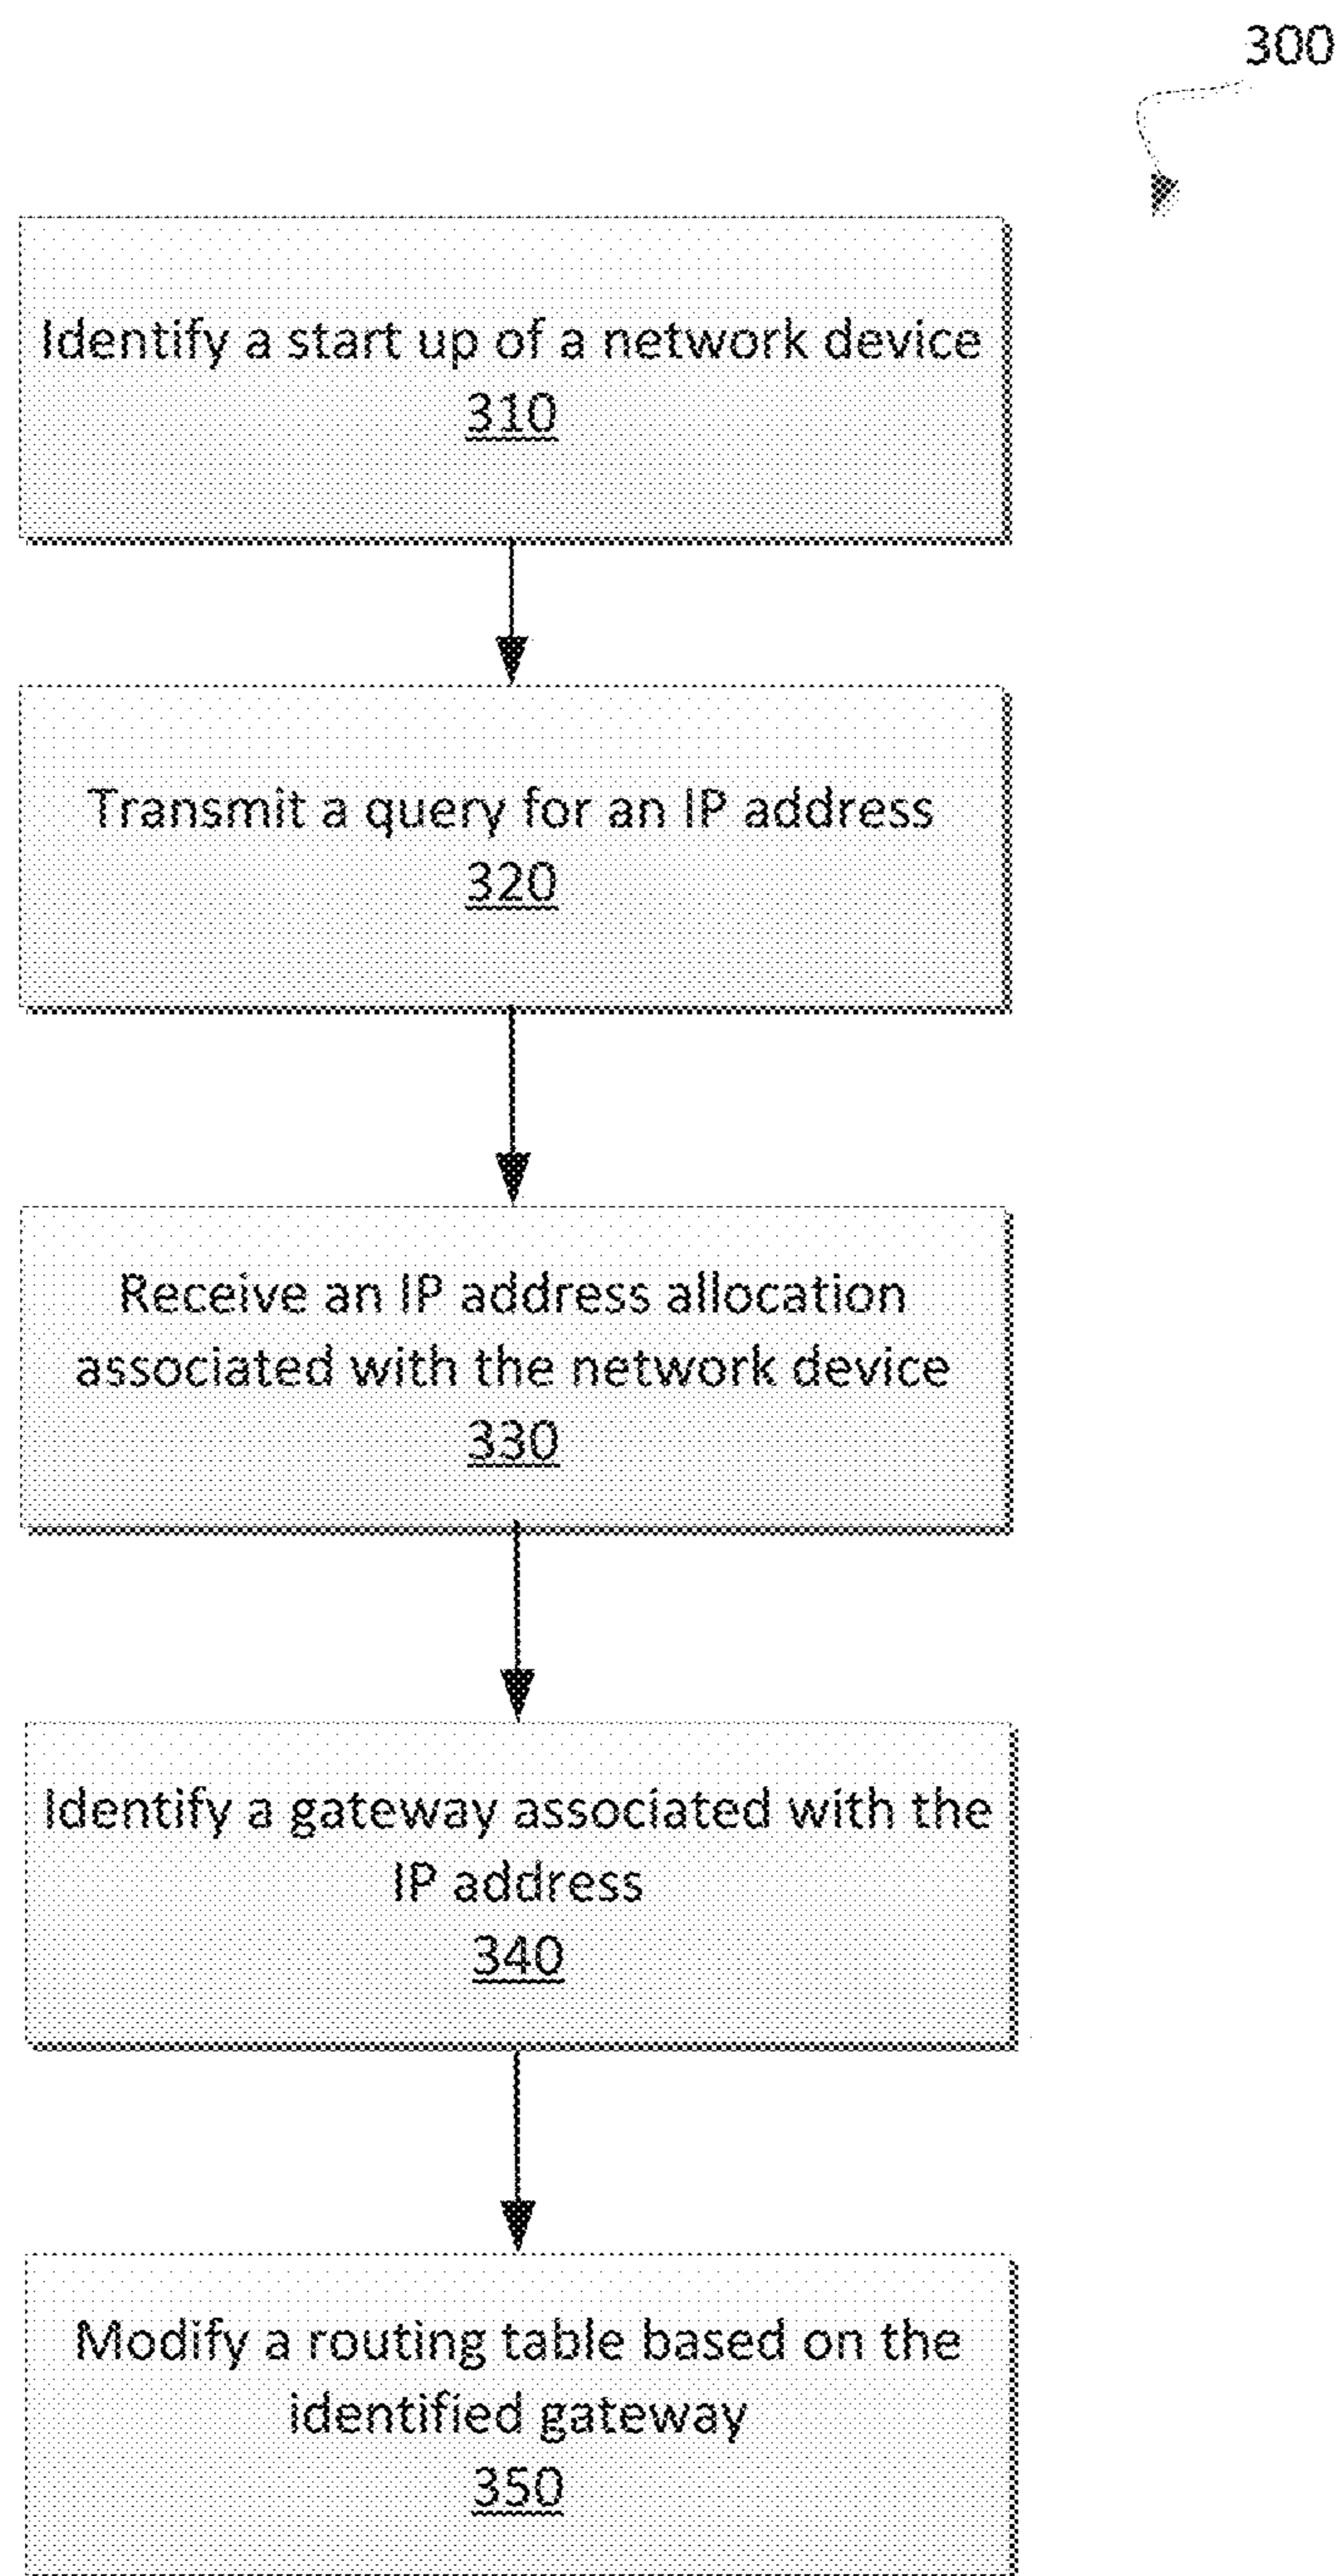 300
Identify a start up of a network device
310
Transmit a query for an IP address
320
Receive an IP address allocation
associated with the network device
330
Identify a gateway associated with the
IP address
340
Modify a routing table based on the
identified gateway
350